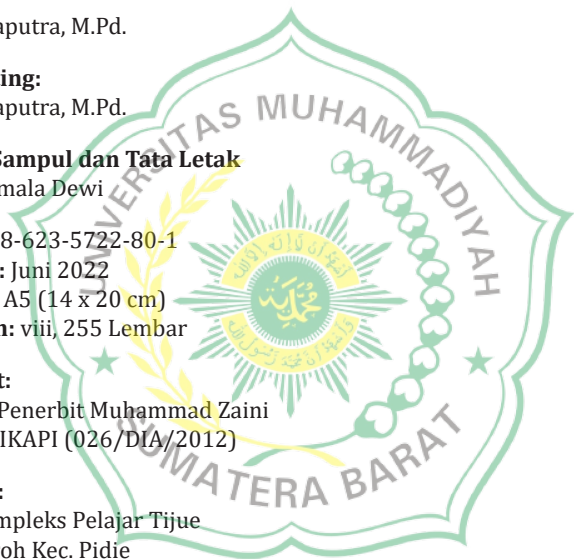 aputra, M.Pd.
ing:
aputra, M.Pd.
Sampul dan Tata Letak
mala Dewi
8-623-5722-80-1
: Juni 2022
A5 (14 x 20 cm)
n: viii, 255 Lembar
t:
Penerbit Muhammad Zaini
IKAPI (026/DIA/2012)
:
mpleks Pelajar Tijue
oh Kec. Pidie
UNIVERSITAS MUHAMMADIYAH
SUMATERA BARAT
محمدية